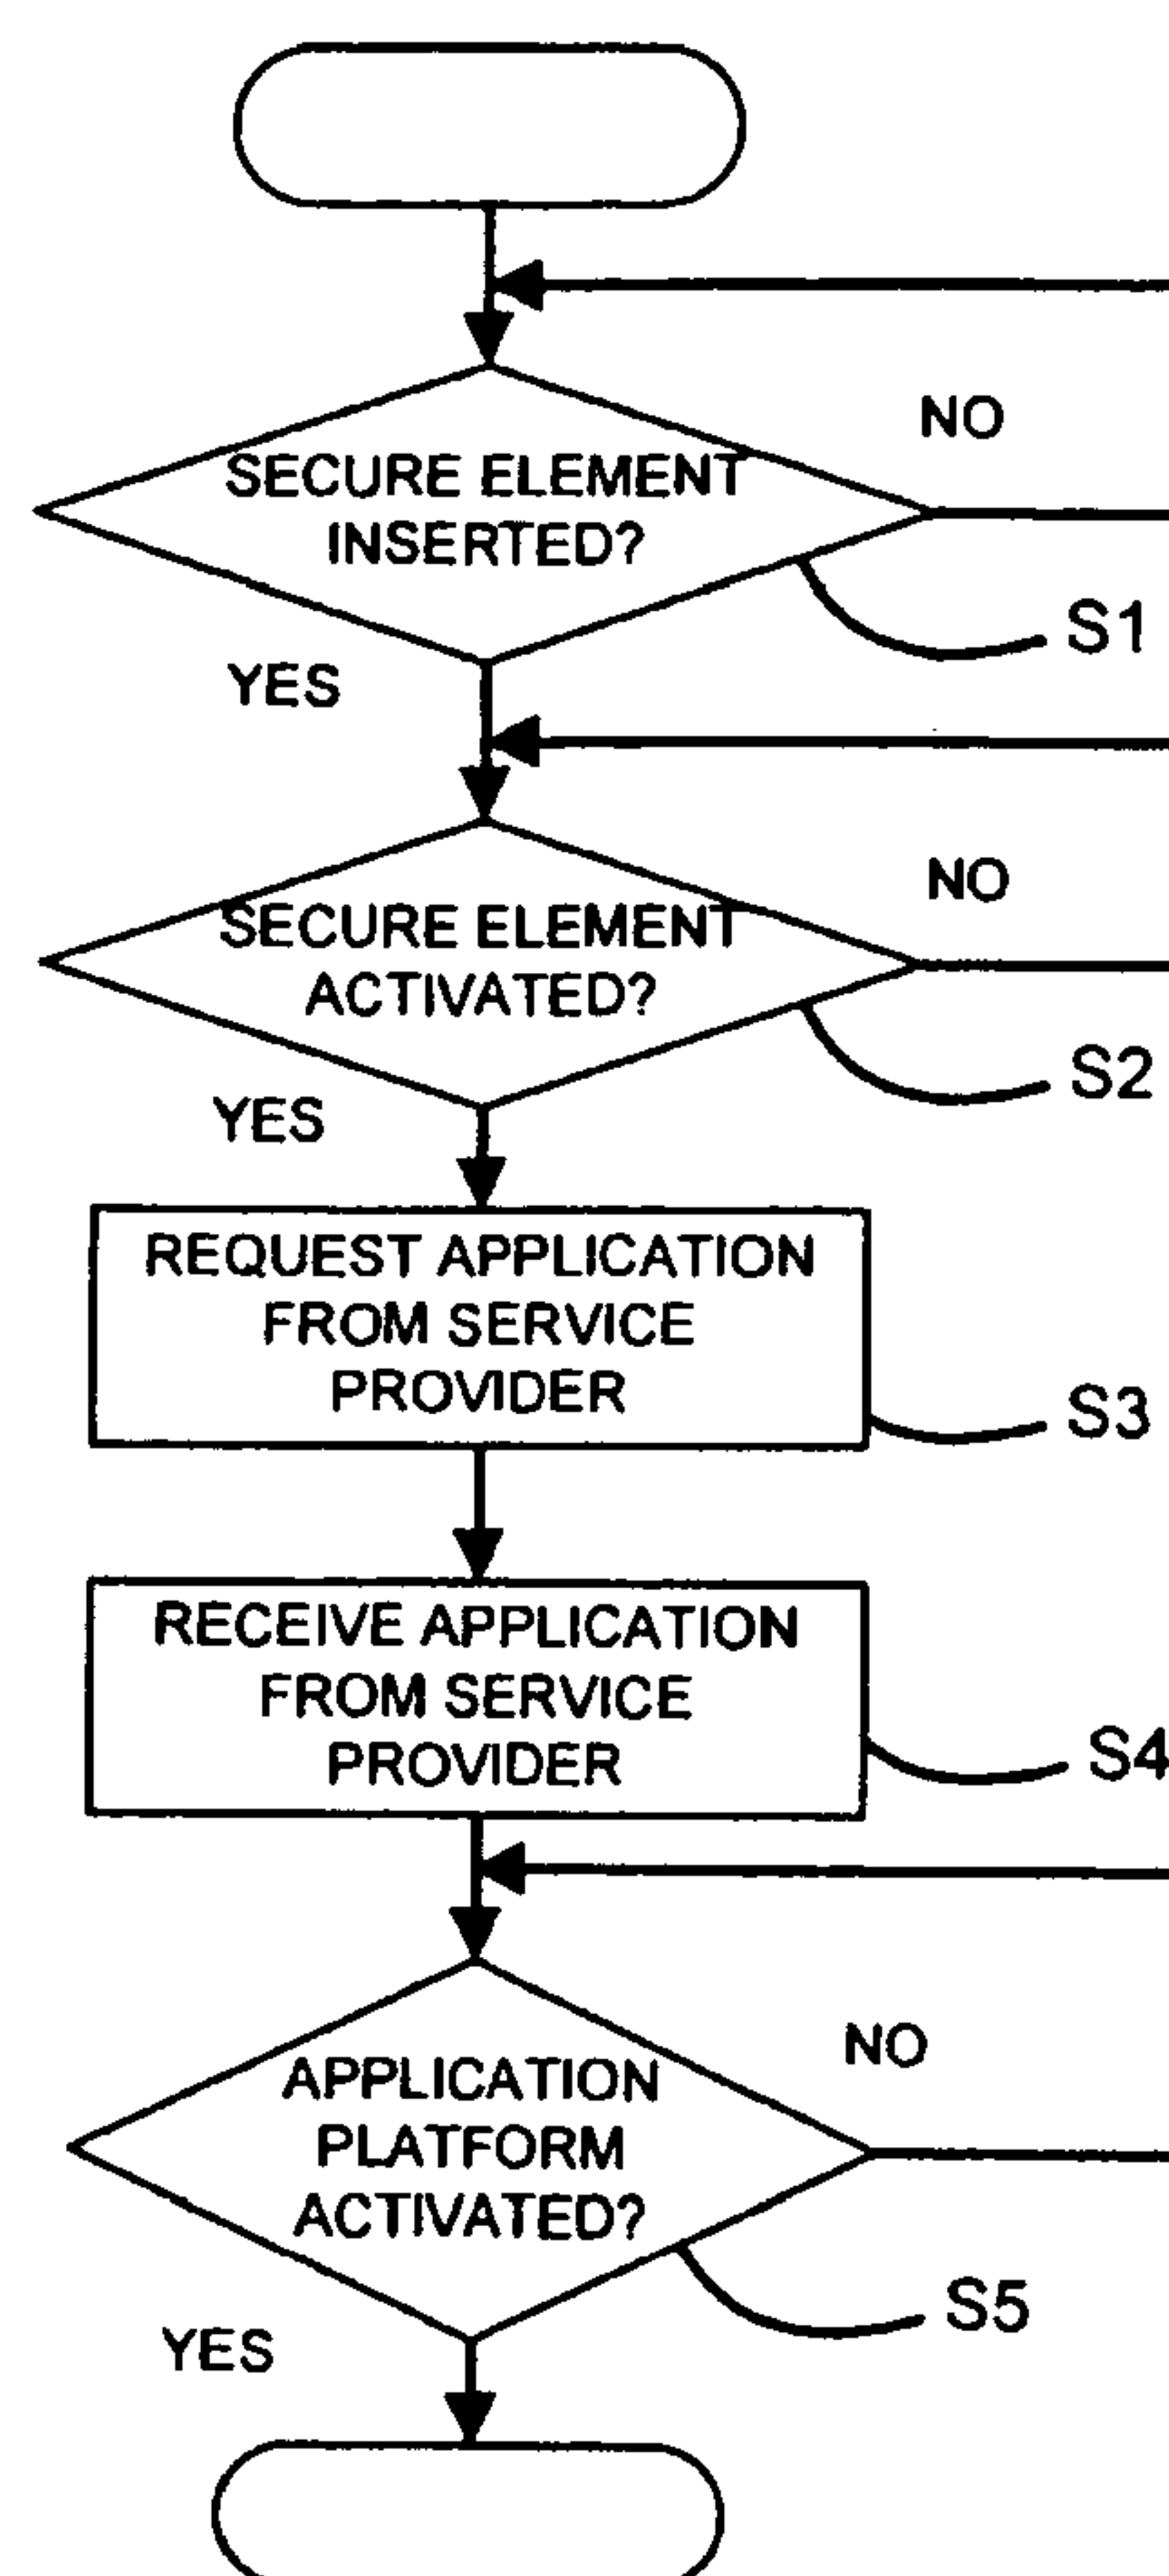 NO
SECURE ELEMENT
INSERTED?
S1
YES
NO
SECURE ELEMENT
ACTIVATED?
S2
YES
REQUEST APPLICATION
FROM SERVICE
PROVIDER
S3
RECEIVE APPLICATION
FROM SERVICE
PROVIDER
S4
NO
APPLICATION
PLATFORM
ACTIVATED?
S5
YES